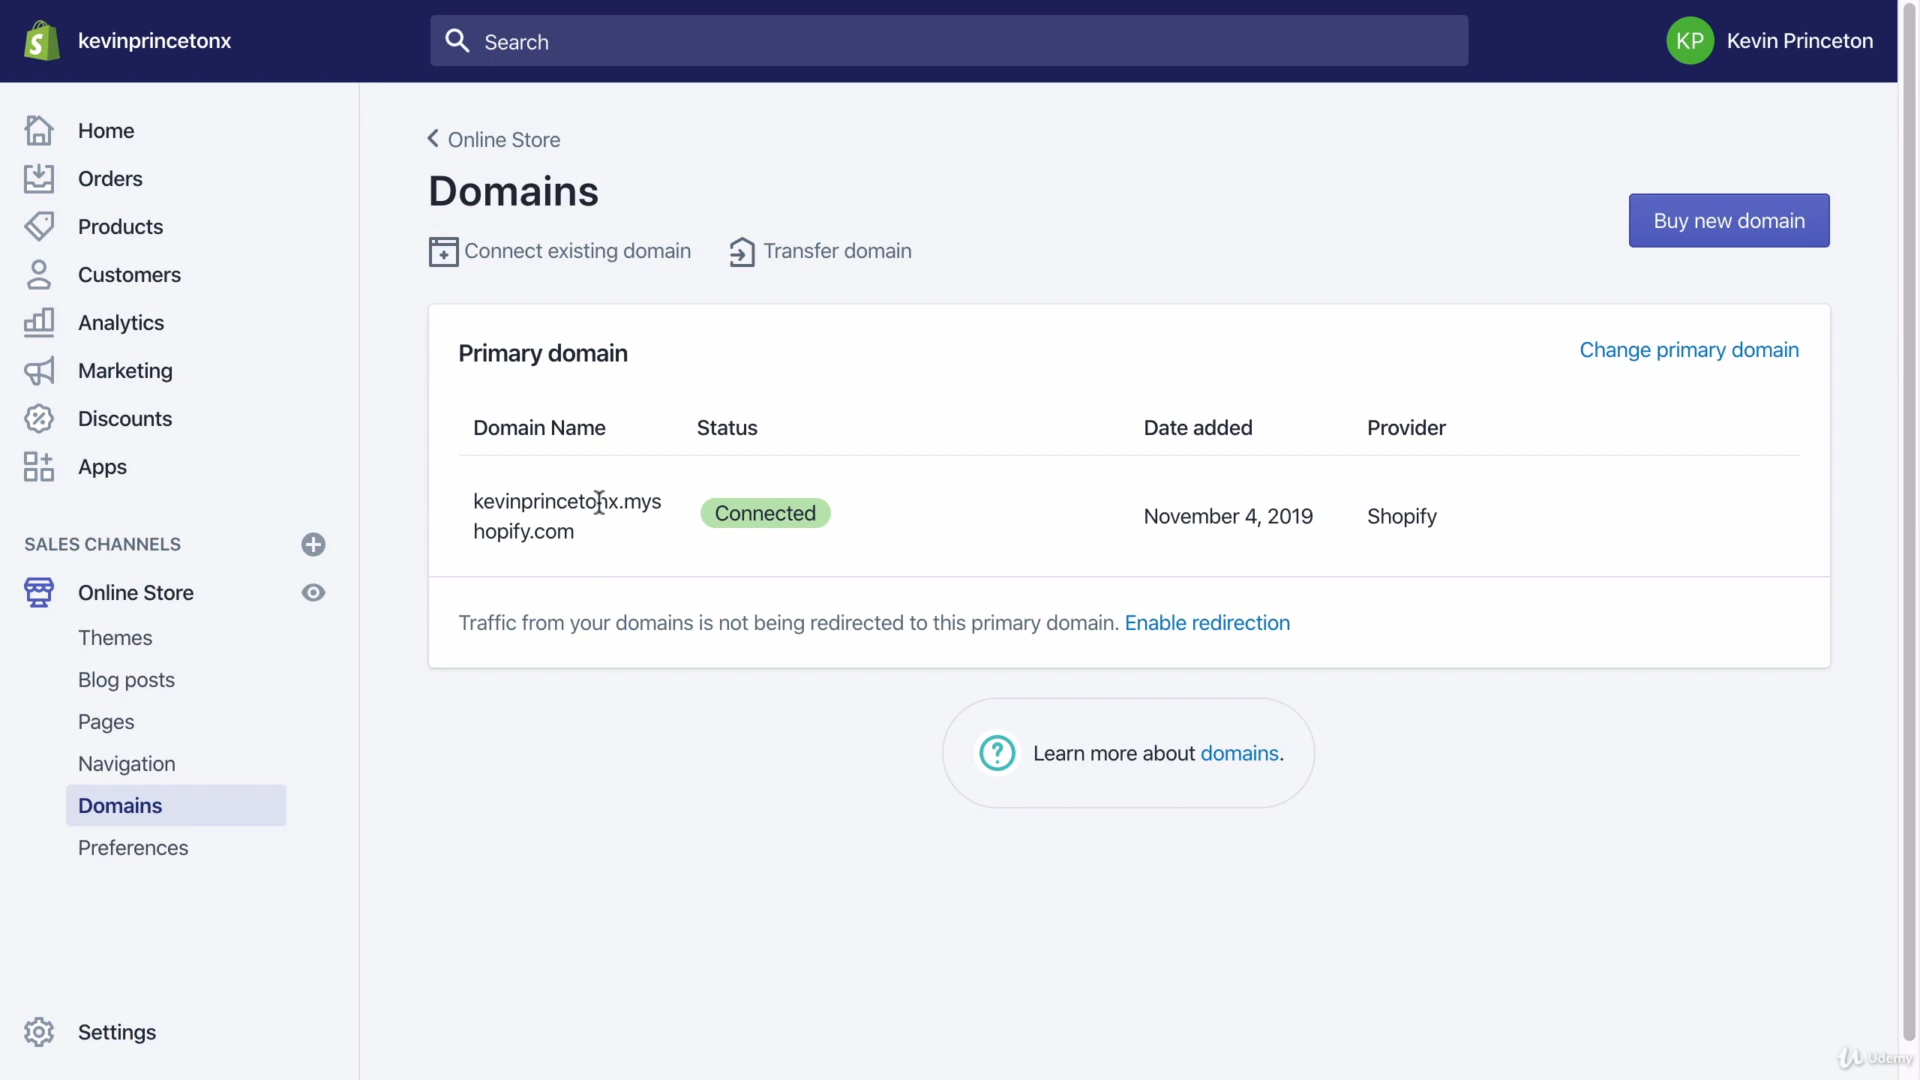 kevinprincetonx
Search
KP
Kevin Princeton
Home
Orders
Products
Customers
Analytics
Marketing
Discounts
Apps
SALES CHANNELS
Online Store
Themes
Blog posts
Pages
Navigation
Domains
Preferences
Settings
Online Store
Domains
Connect existing domain
Transfer domain
Buy new domain
Primary domain
Change primary domain
Domain Name
Status
Date added
Provider
kevinprincetonx.mys
hopify.com
Connected
November 4, 2019
Shopify
Traffic from your domains is not being redirected to this primary domain. Enable redirection
Learn more about domains.
Udemy